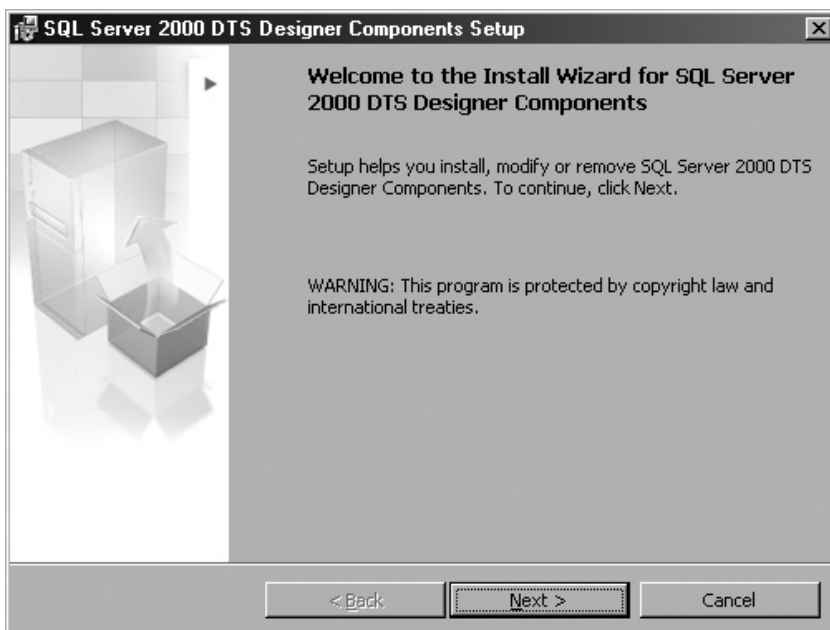 SQL Server 2000 DTS Designer Components Setup
Welcome to the Install Wizard for SQL Server
2000 DTS Designer Components
Setup helps you install, modify or remove SQL Server 2000 DTS
Designer Components. To continue, click Next.
WARNING: This program is protected by copyright law and
international treaties.
< Back
Next >
Cancel